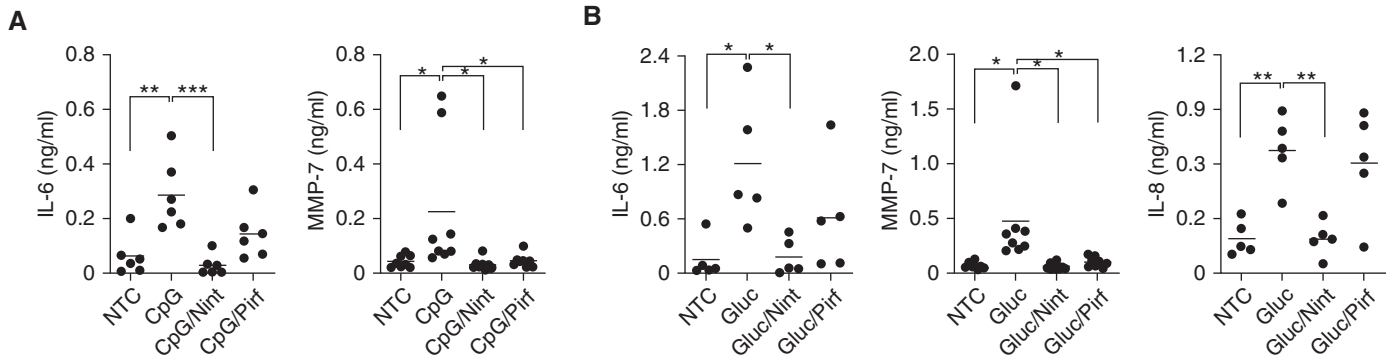 A
B
IL-6 (ng/ml)
0.8
0.6
0.4
0.2
0
** ***
NTC
CpG
CpG/Nint
CpG/Pirf
MMP-7 (ng/ml)
0.8
0.6
0.4
0.2
0
*
* *
NTC
CpG
CpG/Nint
CpG/Pirf
IL-6 (ng/ml)
2.4
1.8
1.2
0.6
0
* *
NTC
Gluc
Gluc/Nint
Gluc/Pirf
MMP-7 (ng/ml)
2.0
1.5
1.0
0.5
0
*
* *
NTC
Gluc
Gluc/Nint
Gluc/Pirf
IL-8 (ng/ml)
1.2
0.9
0.3
0.2
0
** **
NTC
Gluc
Gluc/Nint
Gluc/Pirf